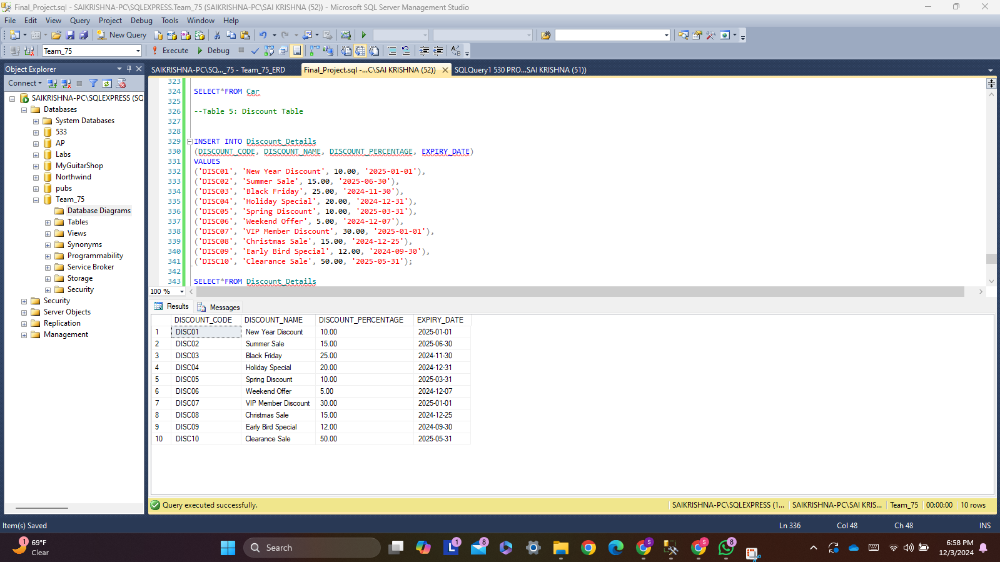 Final_Project.sql - SAIKRISHNA-PC\SQLEXPRESS.Team_75 (SAIKRISHNA-PC\SAI KRISHNA (52)) - Microsoft SQL Server Management Studio
File Edit View Query Project Debug Tools Window Help
New Query
Team_75 Execute Debug
Object Explorer
Connect
SAIKRISHNA-PC\SQLEXPRESS (SQ
Databases
System Databases
533
AP
Labs
MyGuitarShop
Northwind
pubs
Team_75
Database Diagrams
Tables
Views
Synonyms
Programmability
Service Broker
Storage
Security
Security
Server Objects
Replication
Management
SAIKRISHNA-PC\SQ..._75 - Team_75_ERD Final_Project.sql -...C\SAI KRISHNA (52)) SQLQuery1 530 PRO...SAI KRISHNA (51))
323
324 SELECT*FROM Car
325
326 --Table 5: Discount Table
327
328
329 INSERT INTO Discount_Details
330 (DISCOUNT_CODE, DISCOUNT_NAME, DISCOUNT_PERCENTAGE, EXPIRY_DATE)
331 VALUES
332 ('DISC01', 'New Year Discount', 10.00, '2025-01-01'),
333 ('DISC02', 'Summer Sale', 15.00, '2025-06-30'),
334 ('DISC03', 'Black Friday', 25.00, '2024-11-30'),
335 ('DISC04', 'Holiday Special', 20.00, '2024-12-31'),
336 ('DISC05', 'Spring Discount', 10.00, '2025-03-31'),
337 ('DISC06', 'Weekend Offer', 5.00, '2024-12-07'),
338 ('DISC07', 'VIP Member Discount', 30.00, '2025-01-01'),
339 ('DISC08', 'Christmas Sale', 15.00, '2024-12-25'),
340 ('DISC09', 'Early Bird Special', 12.00, '2024-09-30'),
341 ('DISC10', 'Clearance Sale', 50.00, '2025-05-31');
342
343 SELECT*FROM Discount_Details
100 %
Results Messages
DISCOUNT_CODE DISCOUNT_NAME DISCOUNT_PERCENTAGE EXPIRY_DATE
1 DISC01 New Year Discount 10.00 2025-01-01
2 DISC02 Summer Sale 15.00 2025-06-30
3 DISC03 Black Friday 25.00 2024-11-30
4 DISC04 Holiday Special 20.00 2024-12-31
5 DISC05 Spring Discount 10.00 2025-03-31
6 DISC06 Weekend Offer 5.00 2024-12-07
7 DISC07 VIP Member Discount 30.00 2025-01-01
8 DISC08 Christmas Sale 15.00 2024-12-25
9 DISC09 Early Bird Special 12.00 2024-09-30
10 DISC10 Clearance Sale 50.00 2025-05-31
Query executed successfully. SAIKRISHNA-PC\SQLEXPRESS (1... SAIKRISHNA-PC\SAI KRIS... Team_75 00:00:00 10 rows
Item(s) Saved Ln 336 Col 48 Ch 48 INS
1 69°F
Clear
Search
1 8 S S 8
6:58 PM
12/3/2024